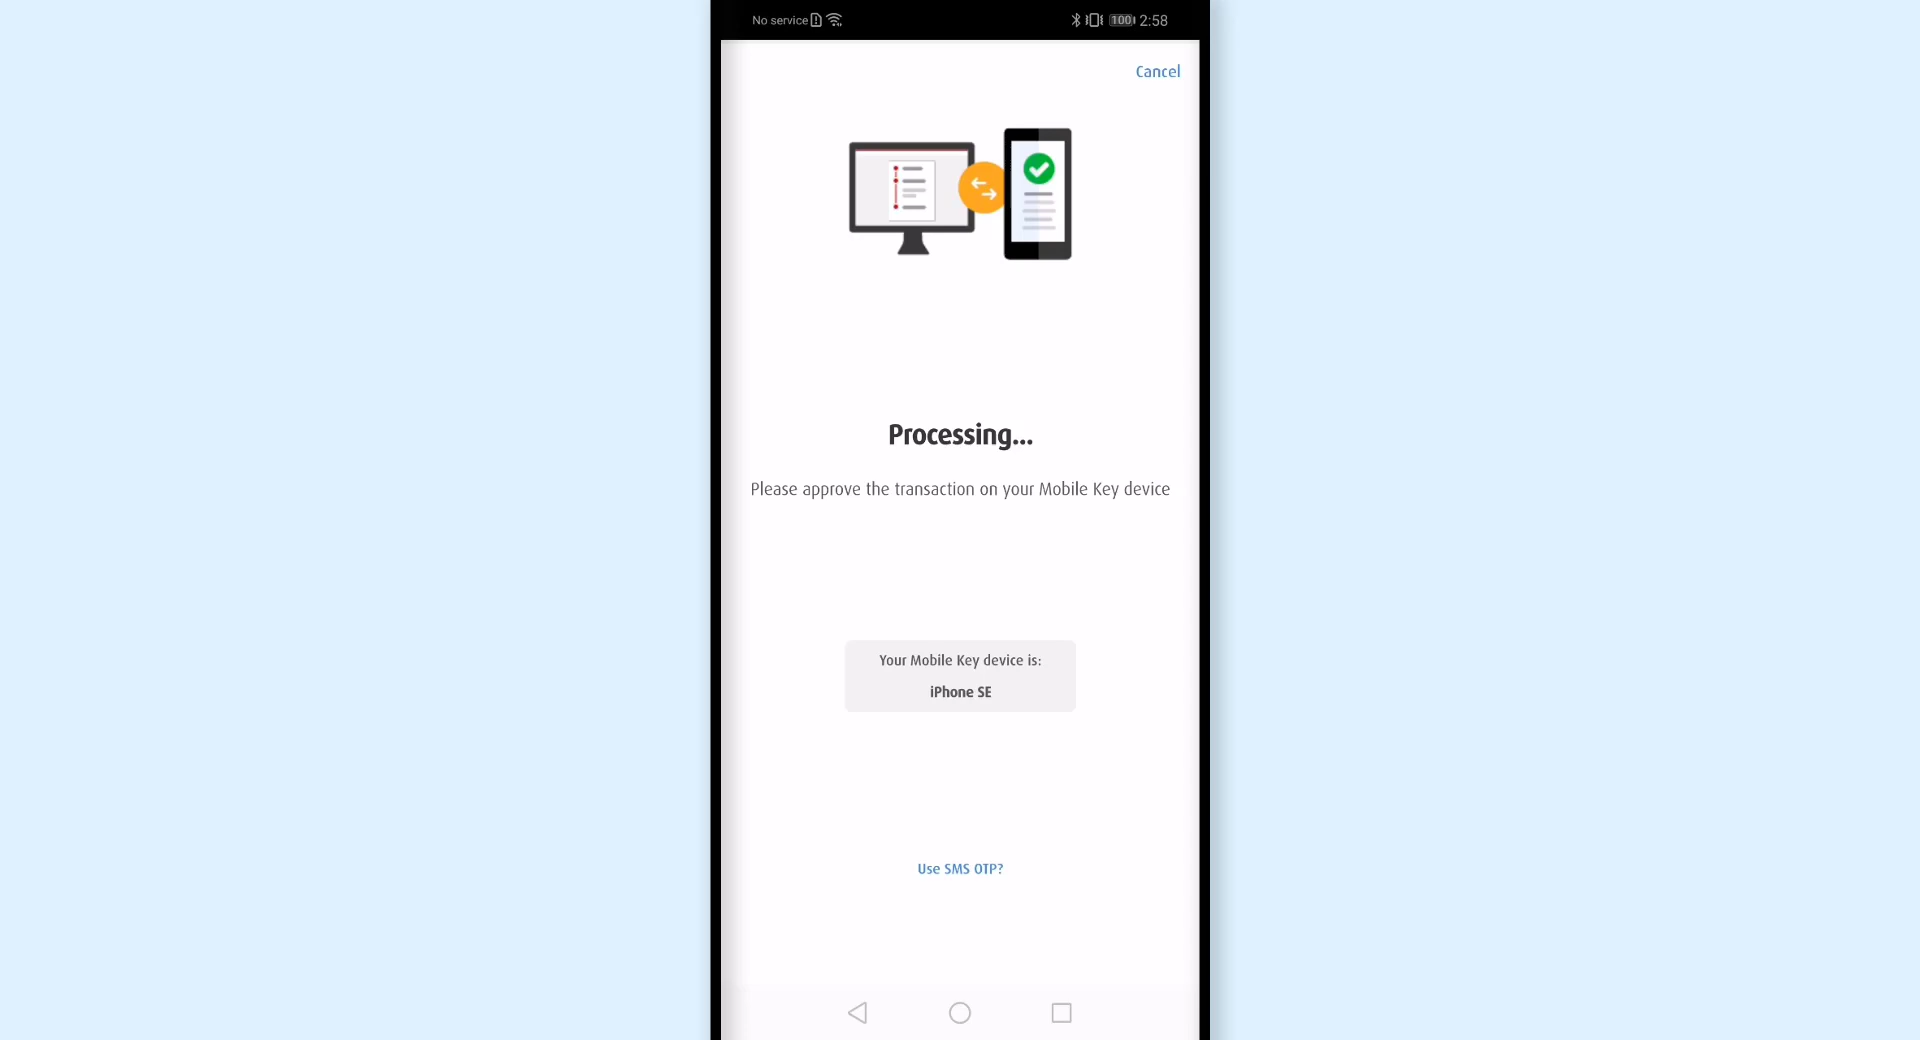 No service 100 2:58
Cancel
Processing...
Please approve the transaction on your Mobile Key device
Your Mobile Key device is:
iPhone SE
Use SMS OTP?